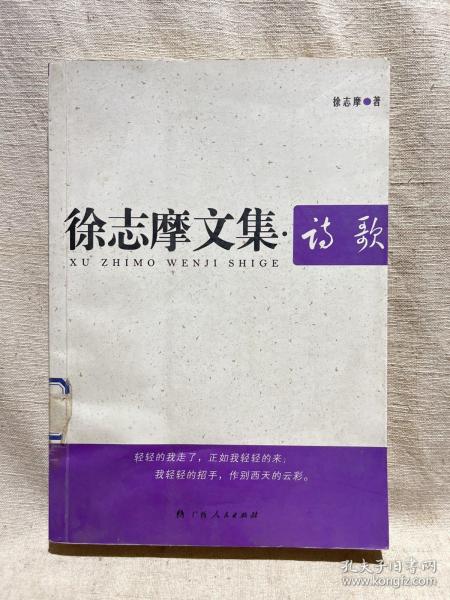 徐志摩●著
徐志摩文集·诗歌
XU ZHIMO WENJI SHIGE
轻轻的我走了，正如我轻轻的来；
我轻轻的招手，作别西天的云彩。
广西人民出版社
孔夫子旧书网
www.kongfz.com